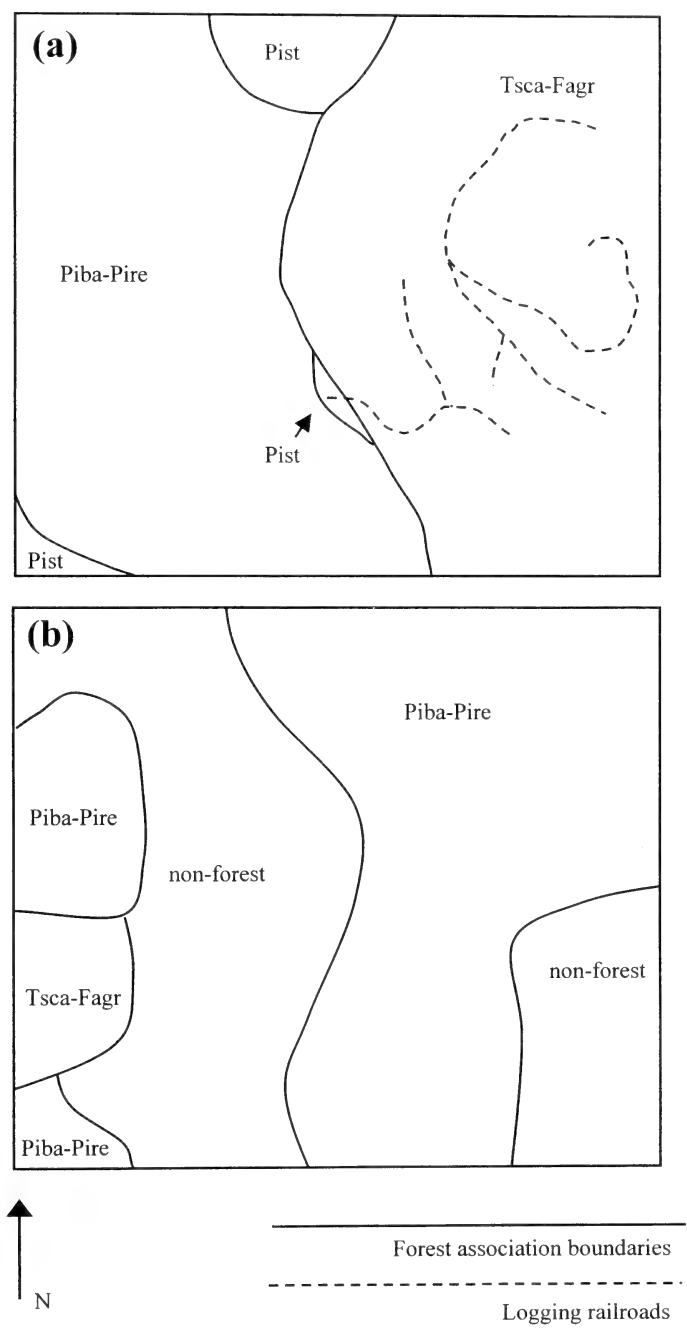 (a)
Pist
Tsca-Fagr
Piba-Pire
Pist
Pist
(b)
Piba-Pire
Piba-Pire
non-forest
non-forest
Tsca-Fagr
Piba-Pire
Forest association boundaries
N
Logging railroads